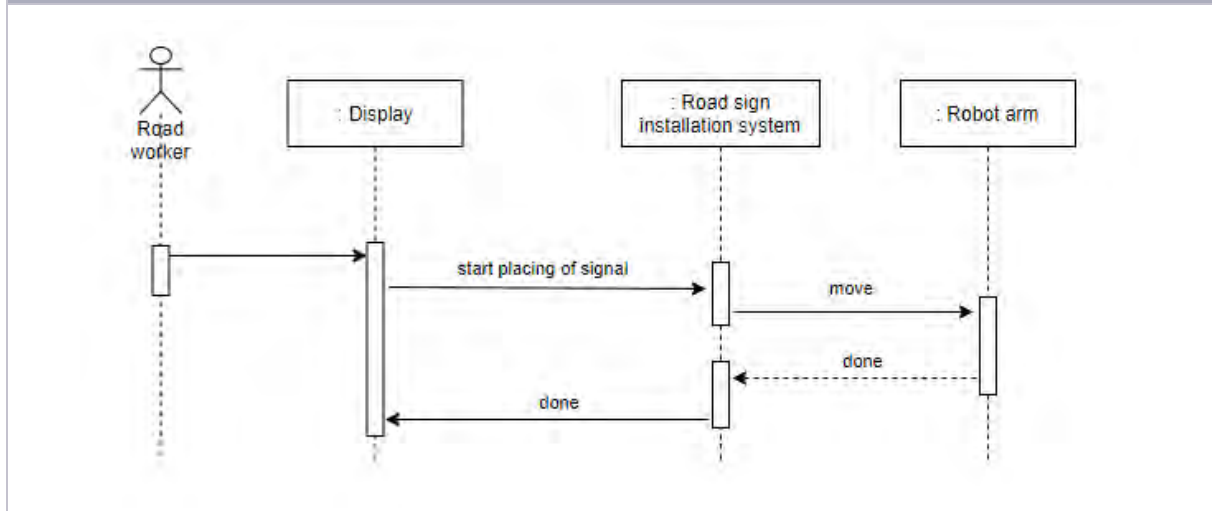 Road
worker
: Display
: Road sign
installation system
: Robot arm
start placing of signal
move
done
done